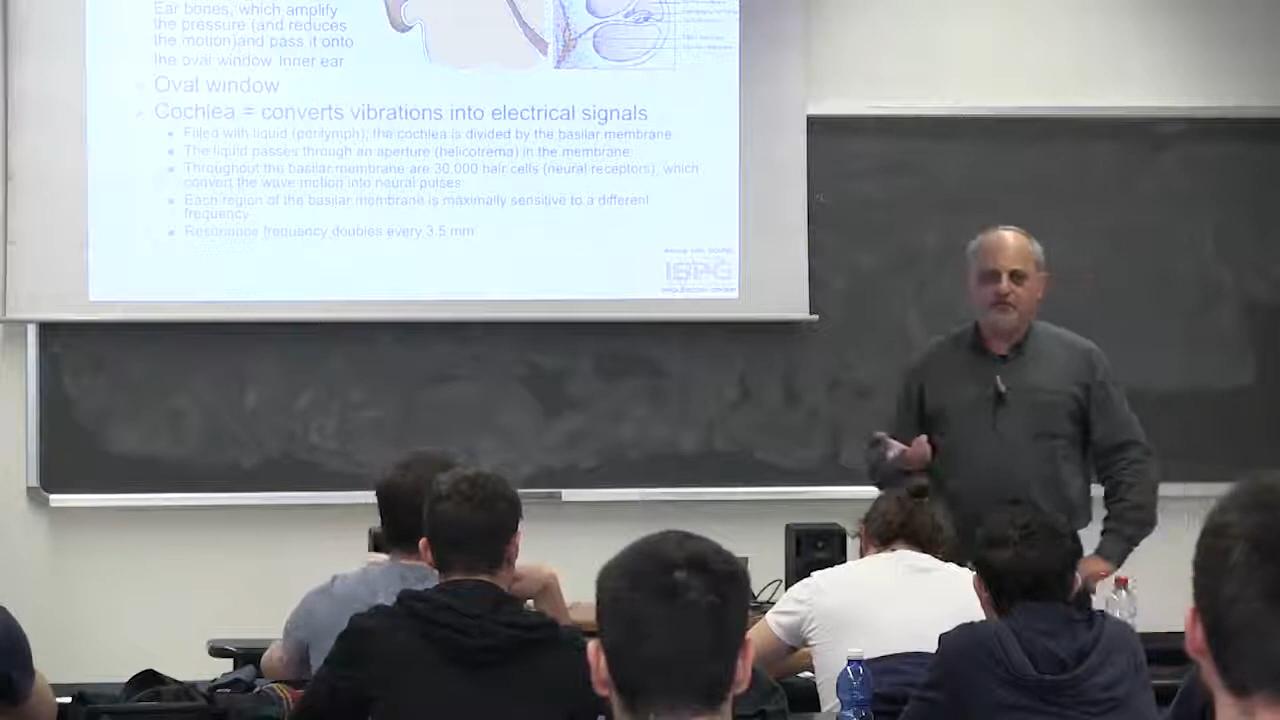 Ear bones, which amplify
the pressure (and reduces
the motion)and pass it onto
the oval window Inner ear
Oval window
Cochlea = converts vibrations into electrical signals
Filled with liquid (perilymph), the cochlea is divided by the basilar membrane
The liquid passes through an aperture (helicotrema) in the membrane
Throughout the basilar membrane are 30,000 hair cells (neural receptors), which
convert the wave motion into neural pulses
Each region of the basilar membrane is maximally sensitive to a different
frequency
Resonance frequency doubles every 3.5 mm
ISPG